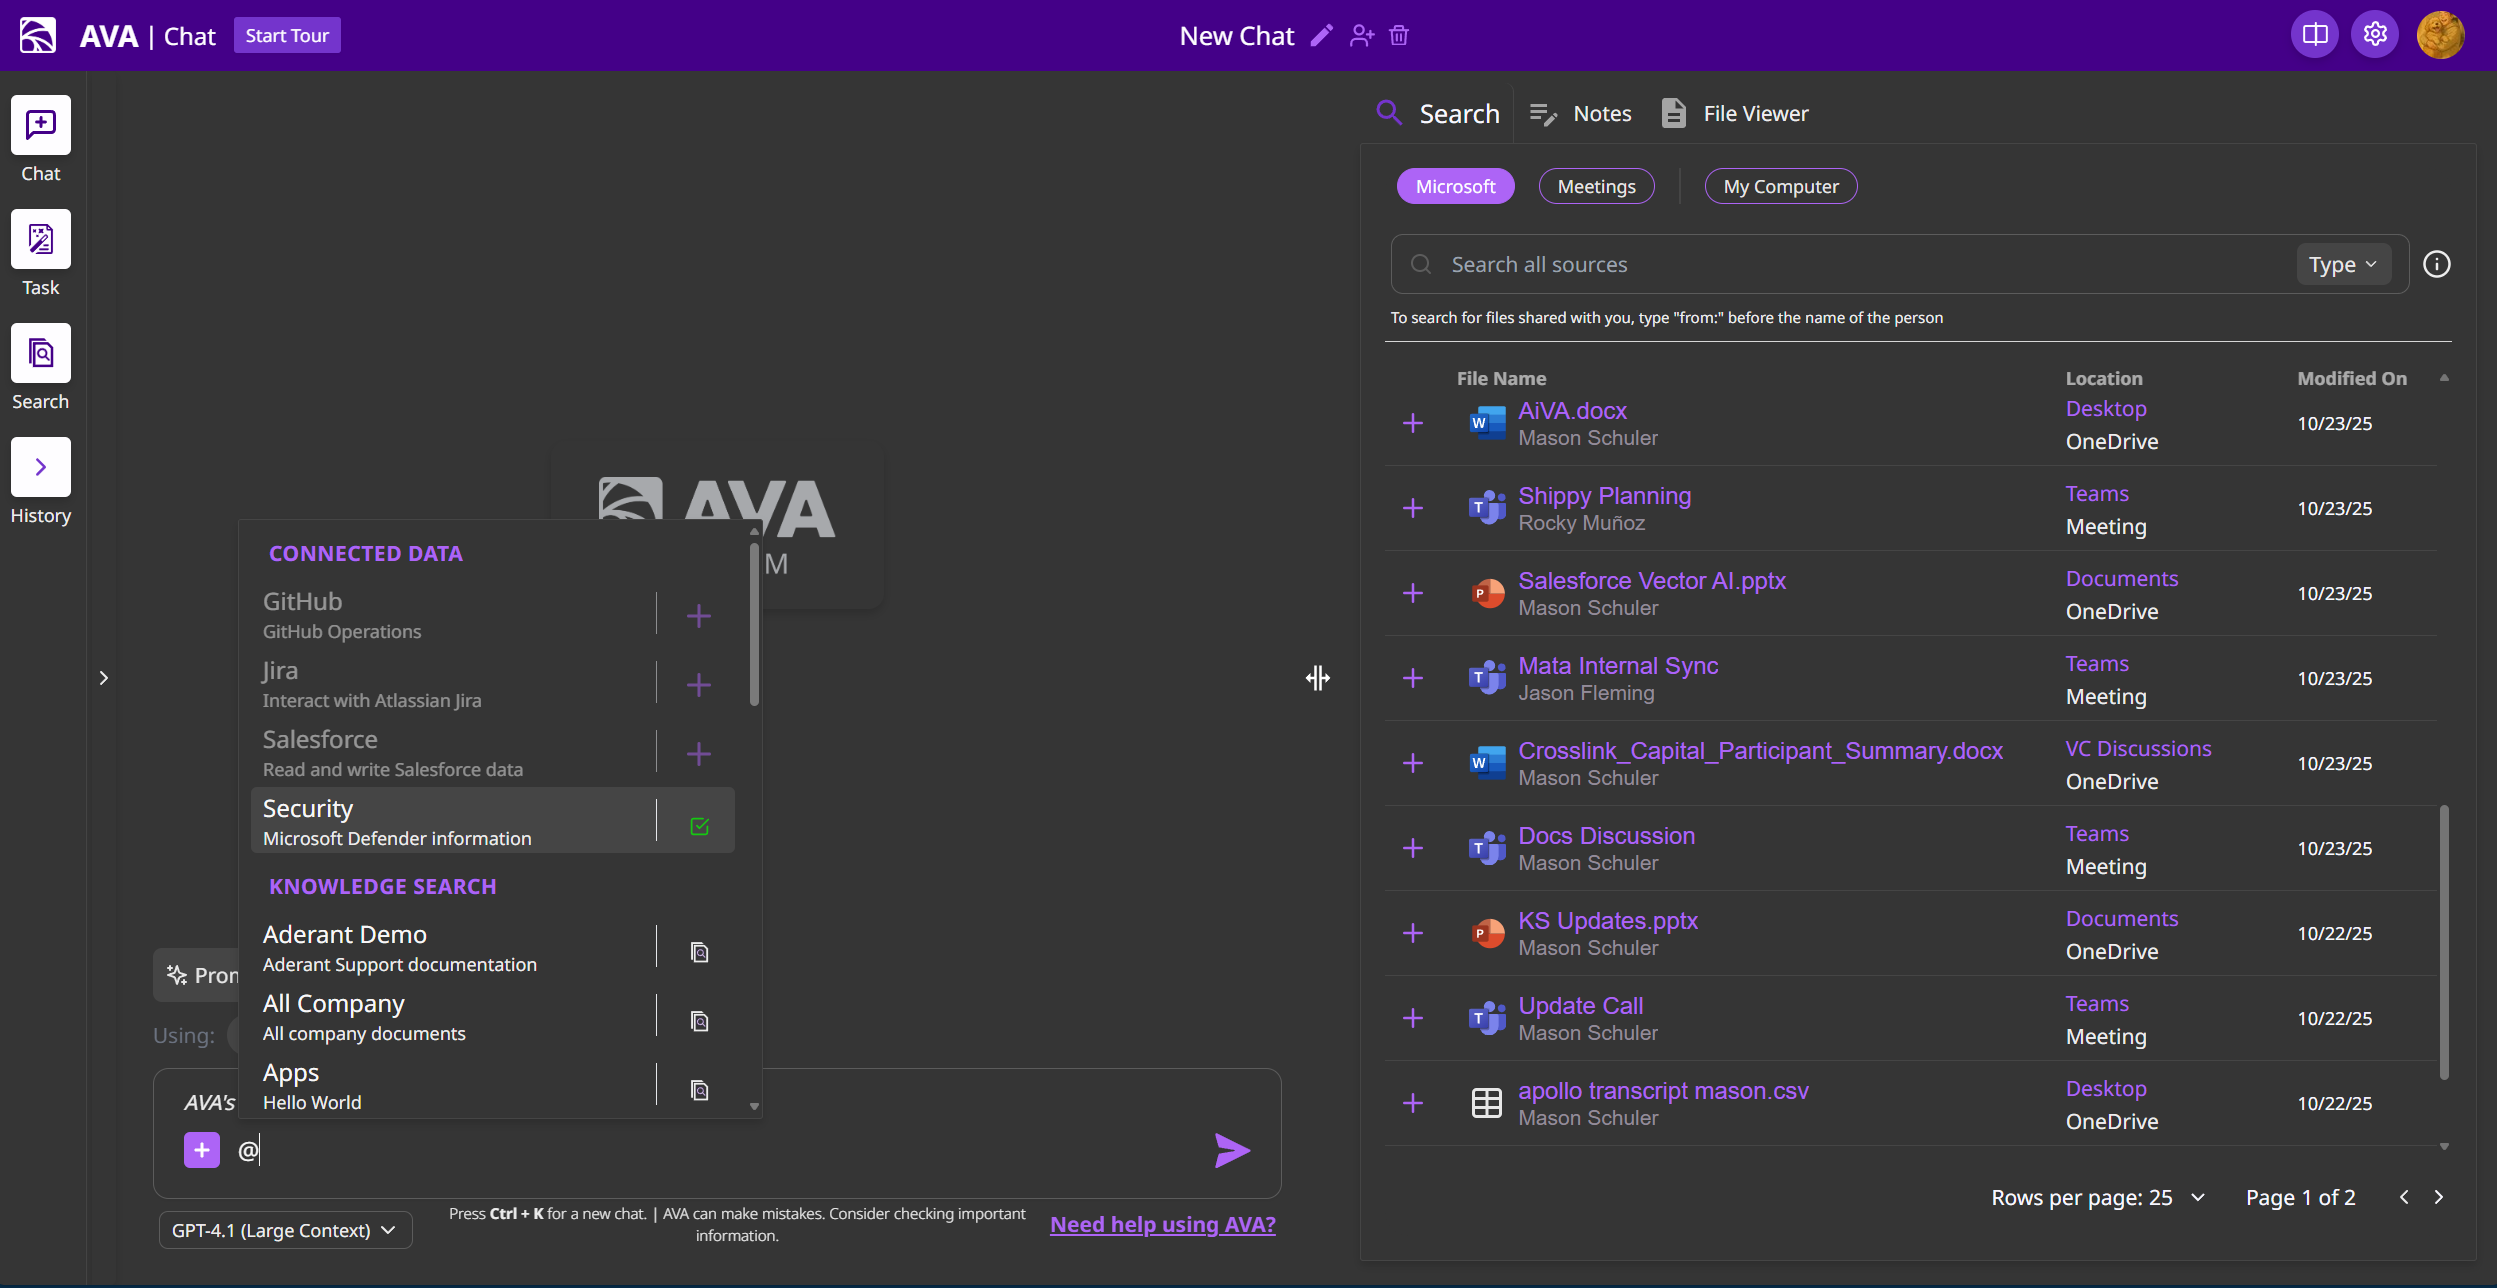 AVA | Chat
Start Tour
New Chat
Chat
Task
Search
History
AVA
M
CONNECTED DATA
GitHub
GitHub Operations
Jira
Interact with Atlassian Jira
Salesforce
Read and write Salesforce data
Security
Microsoft Defender information
KNOWLEDGE SEARCH
Aderant Demo
Aderant Support documentation
All Company
All company documents
Apps
Hello World
Prom
Using:
AVA's
@
GPT-4.1 (Large Context)
Press Ctrl + K for a new chat. | AVA can make mistakes. Consider checking important
information.
Need help using AVA?
Search
Notes
File Viewer
Microsoft
Meetings
My Computer
Search all sources
Type
To search for files shared with you, type "from:" before the name of the person
File Name Location Modified On
AiVA.docx Desktop 10/23/25
Mason Schuler OneDrive
Shippy Planning Teams 10/23/25
Rocky Muñoz Meeting
Salesforce Vector AI.pptx Documents 10/23/25
Mason Schuler OneDrive
Mata Internal Sync Teams 10/23/25
Jason Fleming Meeting
Crosslink_Capital_Participant_Summary.docx VC Discussions 10/23/25
Mason Schuler OneDrive
Docs Discussion Teams 10/23/25
Mason Schuler Meeting
KS Updates.pptx Documents 10/22/25
Mason Schuler OneDrive
Update Call Teams 10/22/25
Mason Schuler Meeting
apollo transcript mason.csv Desktop 10/22/25
Mason Schuler OneDrive
Rows per page: 25 Page 1 of 2